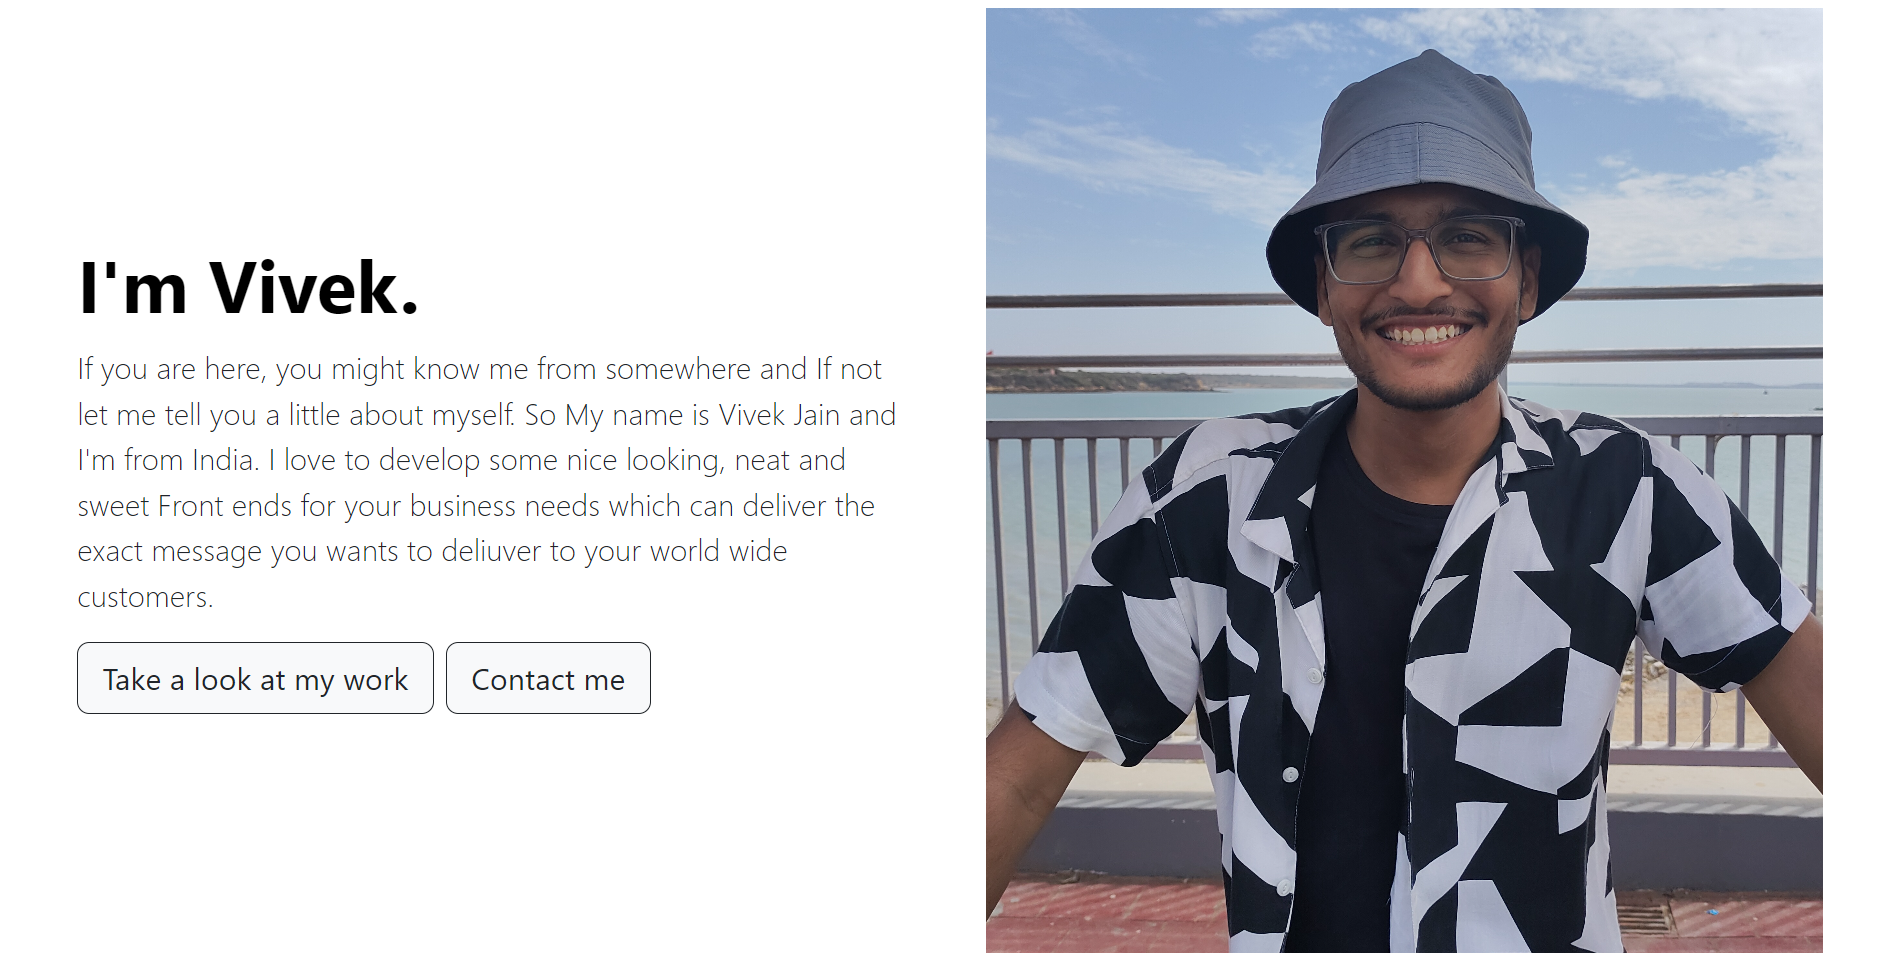 I'm Vivek.
If you are here, you might know me from somewhere and If not
let me tell you a little about myself. So My name is Vivek Jain and
I'm from India. I love to develop some nice looking, neat and
sweet Front ends for your business needs which can deliver the
exact message you wants to deliuver to your world wide
customers.
Take a look at my work
Contact me